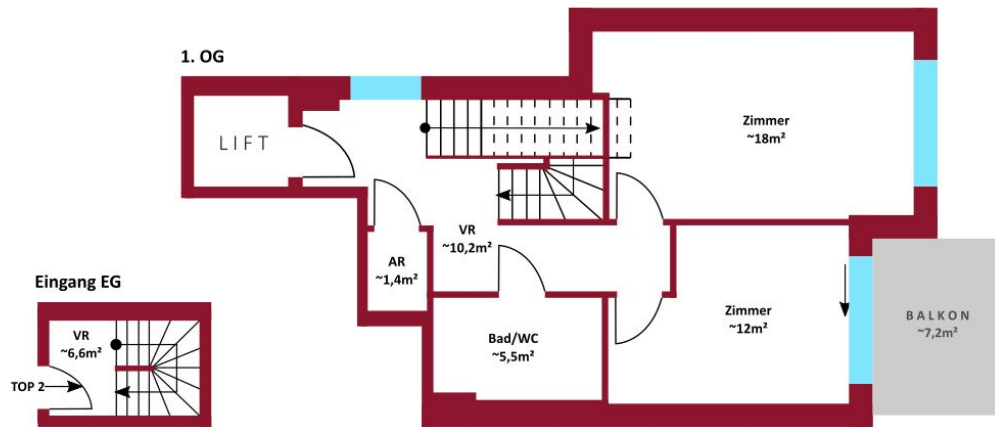 1. OG
LIFT
Zimmer
~18m²
VR
~10,2m²
AR
~1,4m²
Eingang EG
VR
~6,6m²
TOP 2
Bad/WC
~5,5m²
Zimmer
~12m²
BALKON
~7,2m²